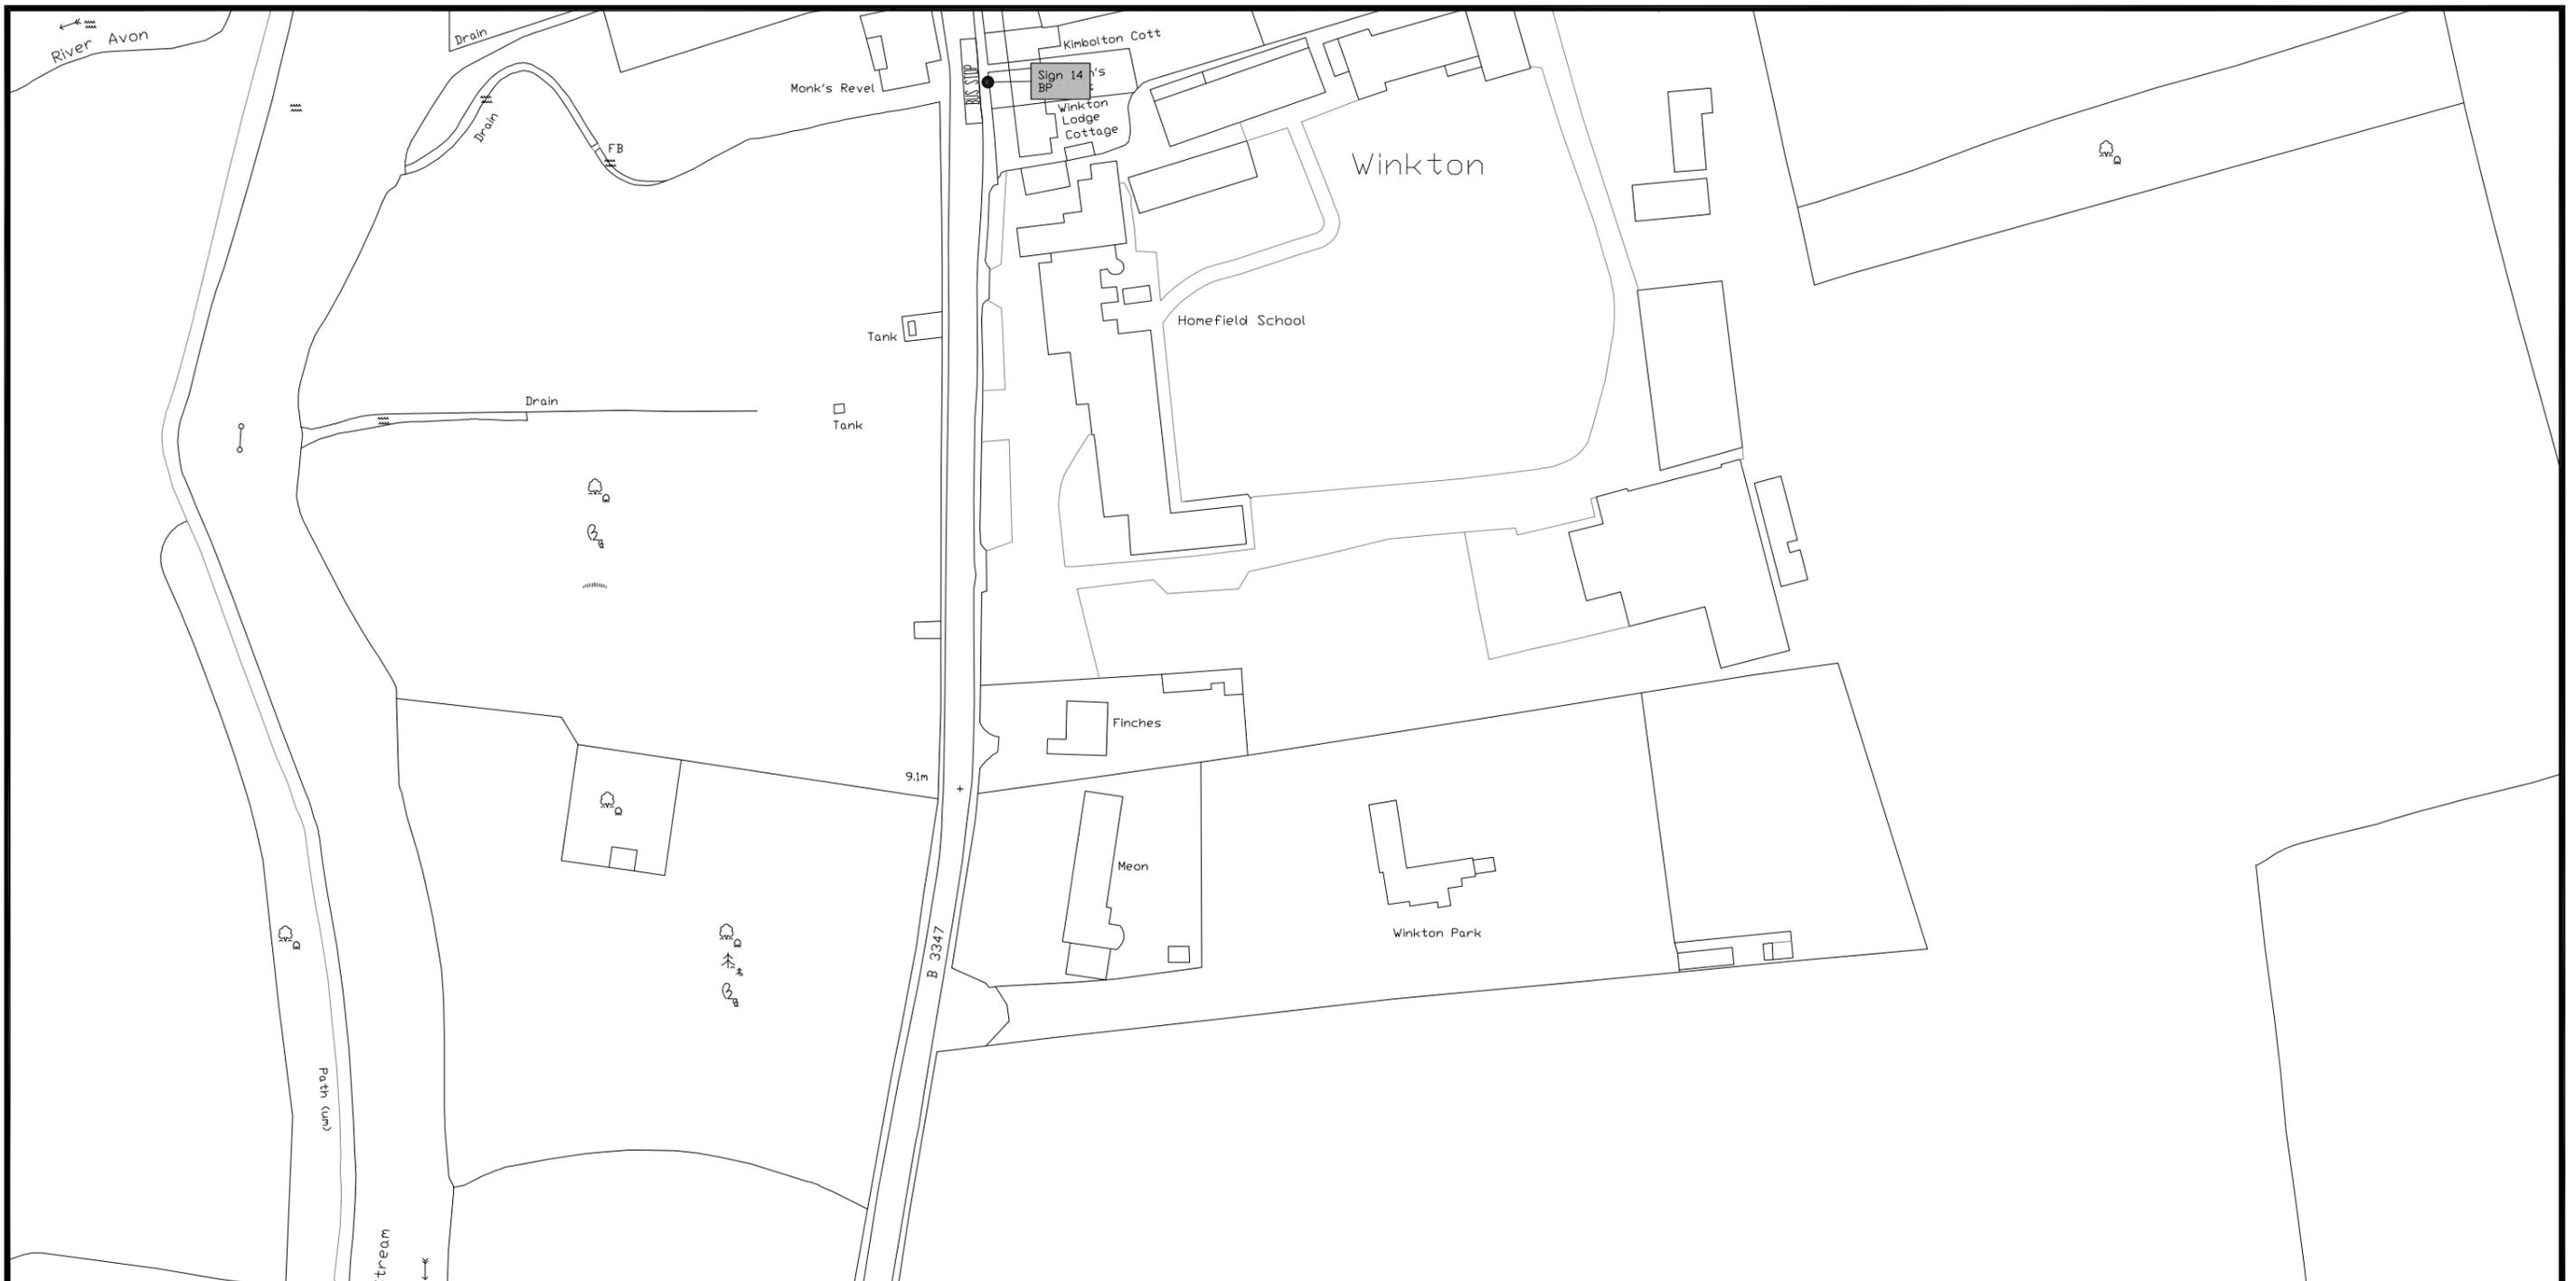 River Avon
Drain
Kimbolton Cott
Monk's Revel
BUS STOP
Sign 14
BP
Winkton
Lodge
Cottage
Drain
FB
Winkton
Tank
Homefield School
Drain
Tank
Finches
9.1m
Meon
B 3347
Winkton Park
Path (um)